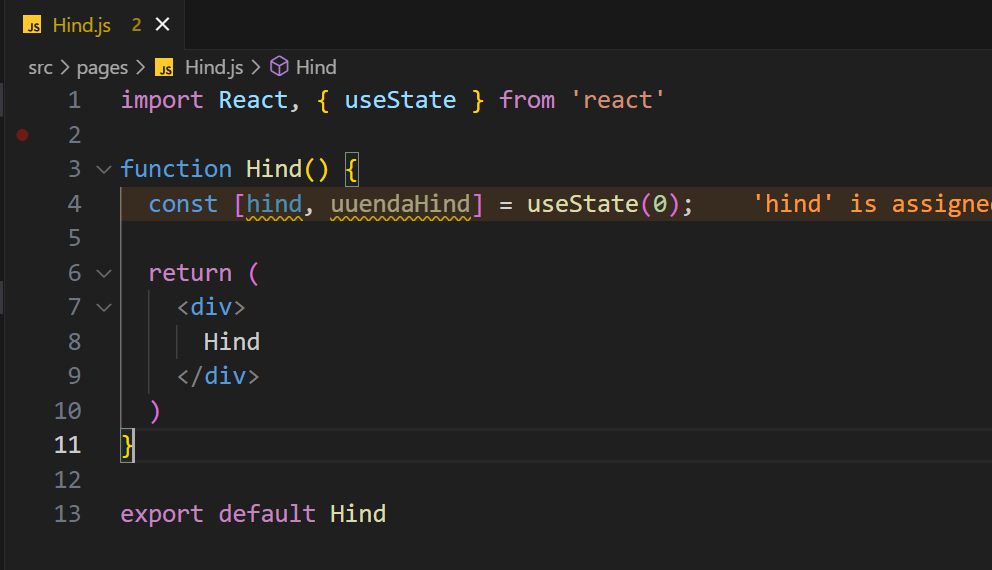 JS Hind.js 2
src > pages > JS Hind.js > Hind
1 import React, { useState } from 'react'
2
3 function Hind() {
4 const [hind, uuendaHind] = useState(0); 'hind' is assigned
5
6 return (
7 <div>
8 Hind
9 </div>
10 )
11 }
12
13 export default Hind